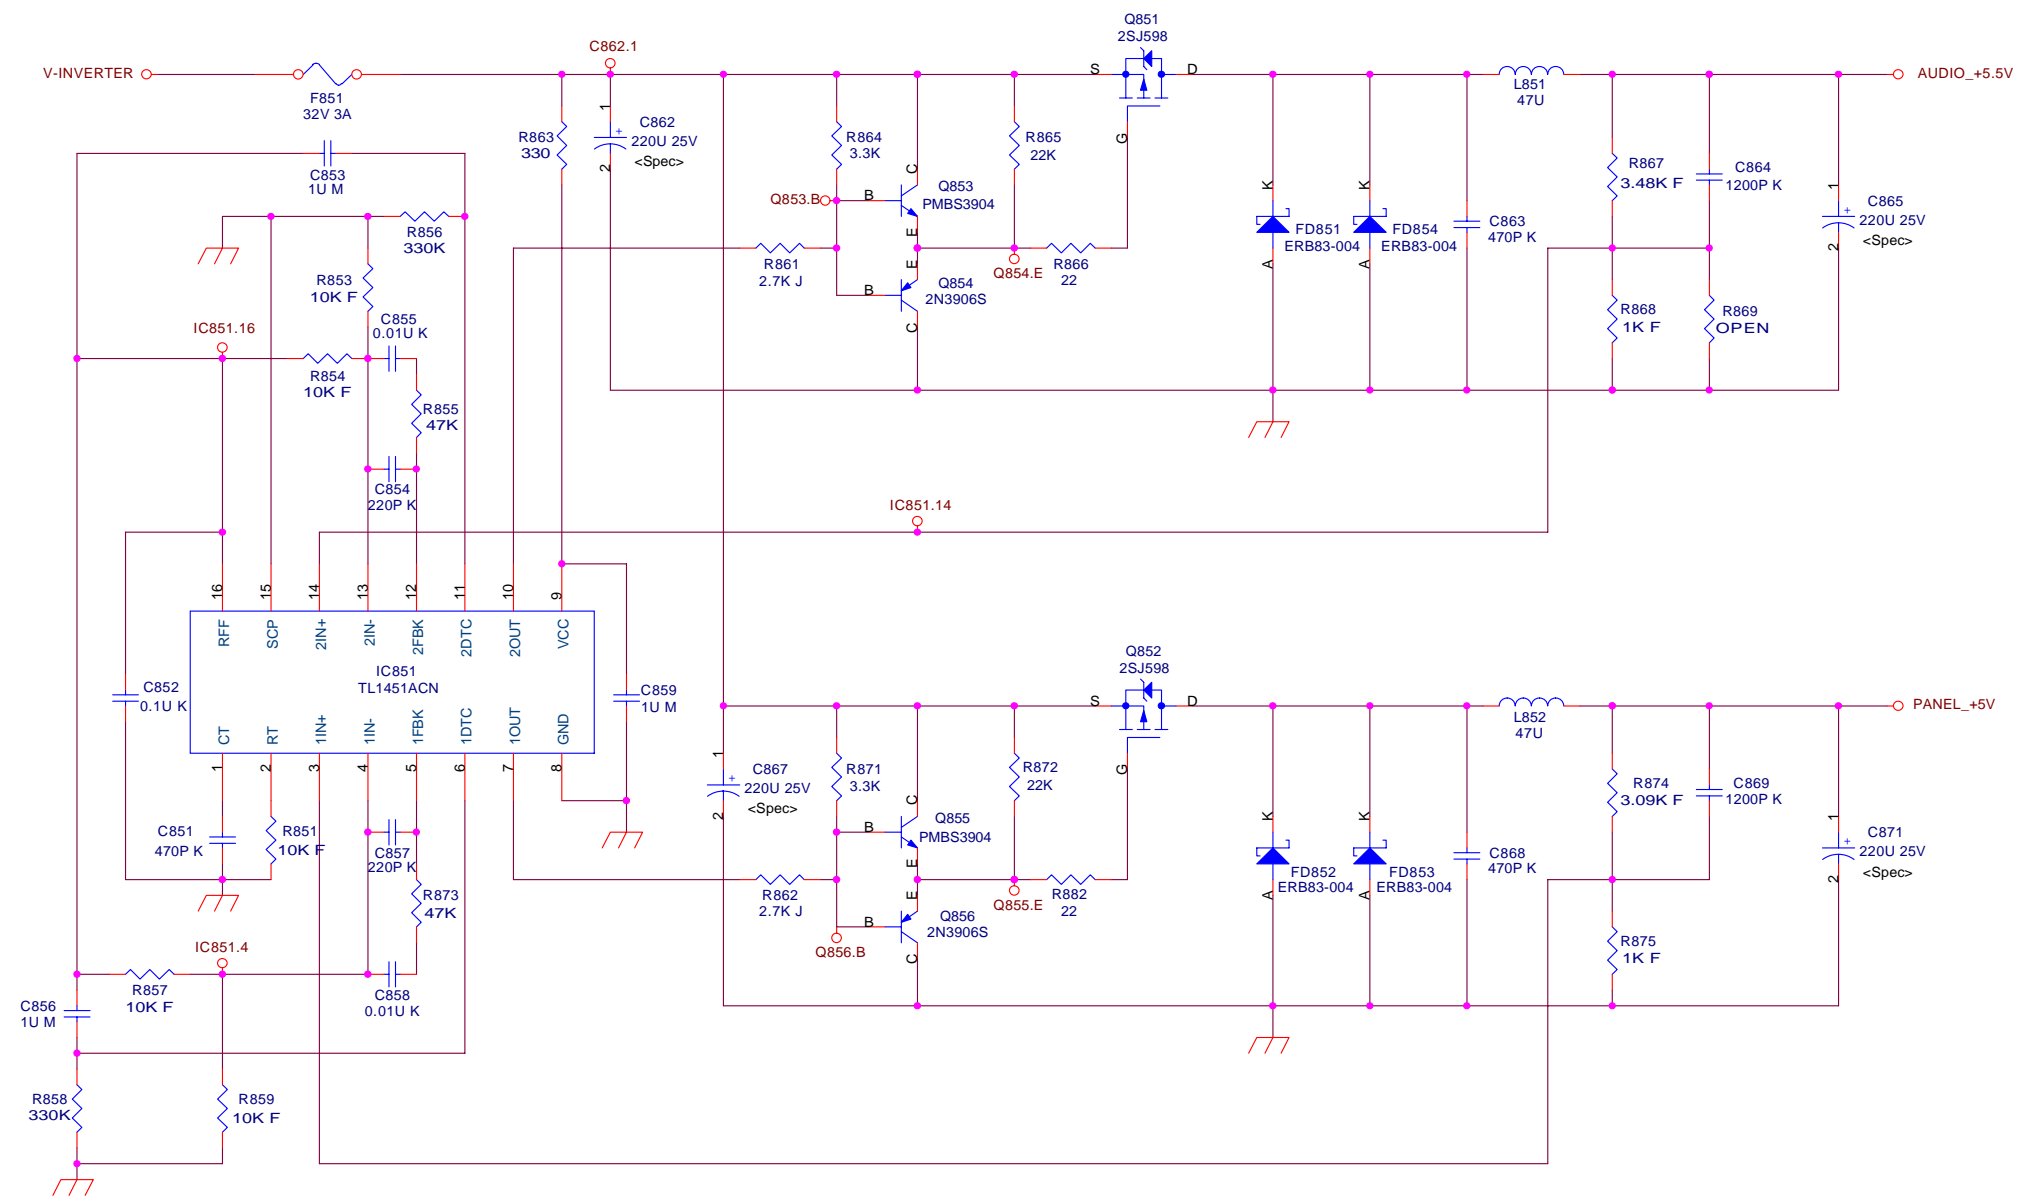 Q851
2SJ598
C862.1
V-INVERTER
S
D
AUDIO_+5.5V
F851
32V 3A
L851
47U
1
C862
220U 25V
<Spec>
2
+
R863
330
R864
3.3K
R865
22K
G
C853
1U M
R867
3.48K F
C864
1200P K
C
Q853
PMBS3904
Q853.B
B
E
K
K
1
C865
220U 25V
<Spec>
2
+
R856
330K
C863
470P K
FD851
ERB83-004
FD854
ERB83-004
A
A
R861
2.7K J
E
Q854
2N3906S
B
C
Q854.E
R866
22
R853
10K F
R868
1K F
R869
OPEN
C855
0.01U K
IC851.16
R854
10K F
R855
47K
C854
220P K
IC851.14
16
15
14
13
12
11
10
9
RFF
SCP
2IN+
2IN-
2FBK
2DTC
2OUT
VCC
IC851
TL1451ACN
CT
RT
1IN+
1IN-
1FBK
1DTC
1OUT
GND
1
2
3
4
5
6
7
8
C852
0.1U K
C859
1U M
Q852
2SJ598
S
D
PANEL_+5V
L852
47U
1
C867
220U 25V
<Spec>
2
+
R871
3.3K
R872
22K
G
R874
3.09K F
C869
1200P K
C851
470P K
R851
10K F
C857
220P K
C
Q855
PMBS3904
B
E
K
K
1
C871
220U 25V
<Spec>
2
+
C868
470P K
FD852
ERB83-004
FD853
ERB83-004
A
A
R873
47K
R862
2.7K J
E
Q856
2N3906S
B
C
Q855.E
R882
22
Q856.B
IC851.4
R875
1K F
R857
10K F
C858
0.01U K
C856
1U M
R858
330K
R859
10K F